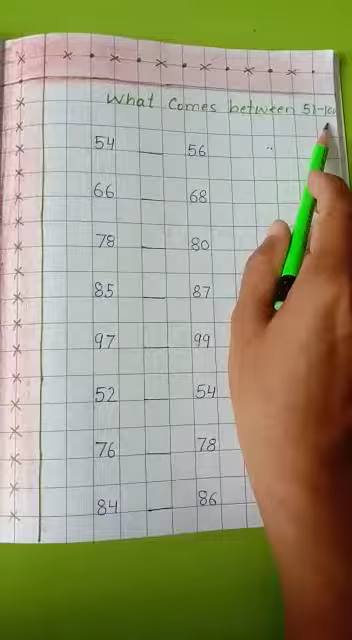 What Comes between 51-100
54 __ 56
66 __ 68
78 __ 80
85 __ 87
97 __ 99
52 __ 54
76 __ 78
84 __ 86